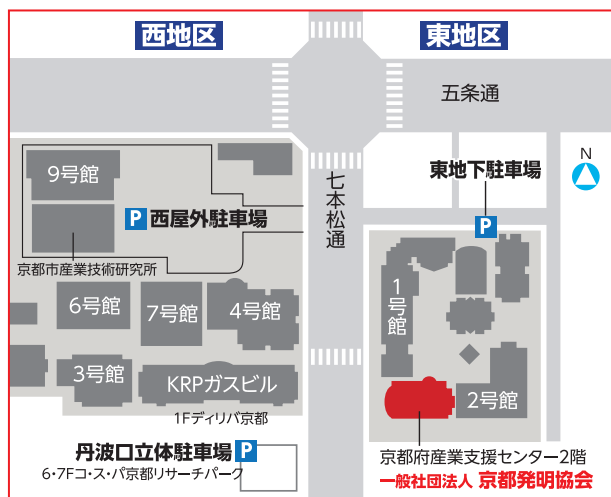 西地区
東地区
五条通
N
東地下駐車場
P
七本松通
9号館
P 西屋外駐車場
京都市産業技術研究所
6号館
7号館
4号館
1号館
3号館
KRPガスビル
2号館
1Fディリパ京都
丹波口立体駐車場 P
6・7Fコ・ス・パ京都リサーチパーク
京都府産業支援センター2階
一般社団法人 京都発明協会